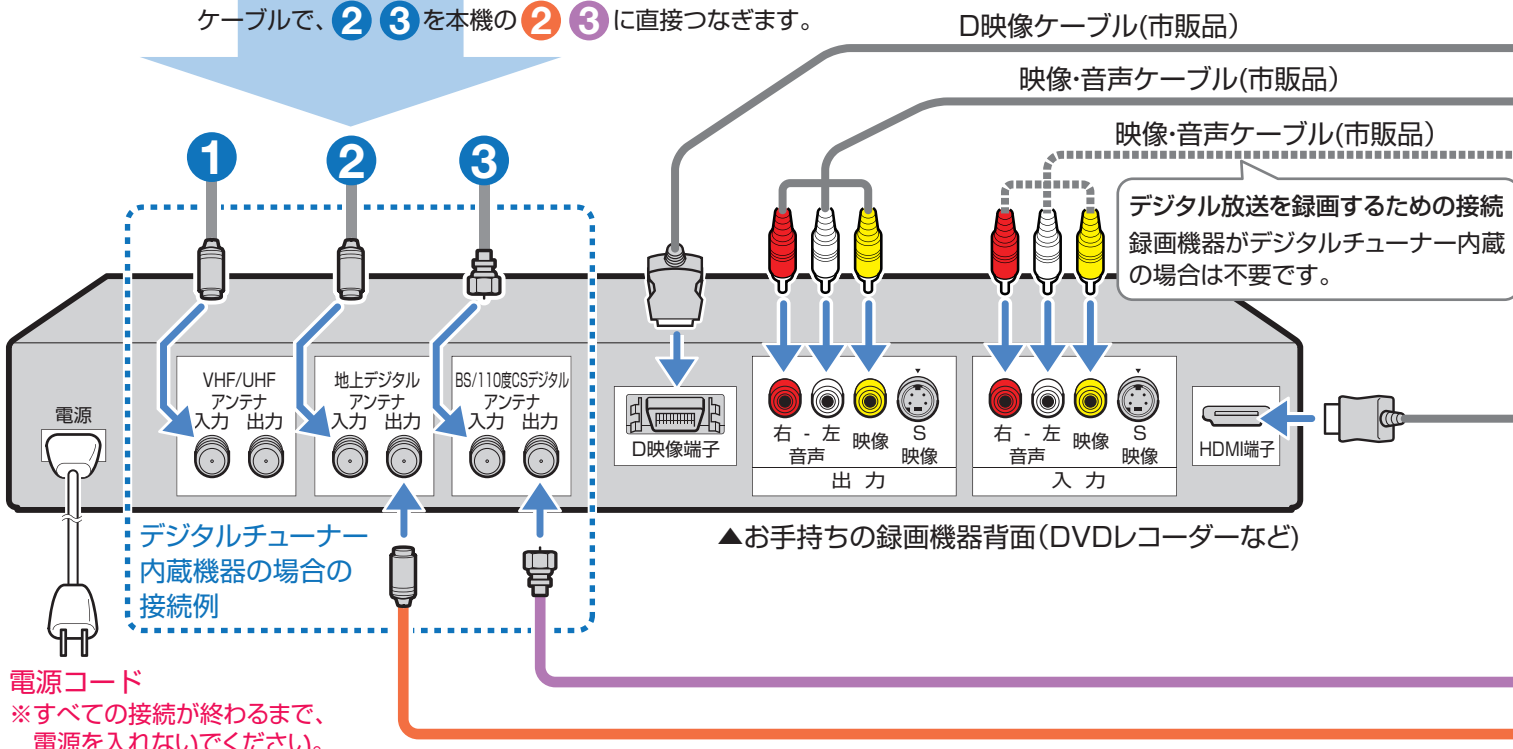 ケーブルで、2 3を本機の2 3に直接つなぎます。
D映像ケーブル(市販品)
映像・音声ケーブル(市販品)
映像・音声ケーブル(市販品)
1
2
3
デジタル放送を録画するための接続
録画機器がデジタルチューナー内蔵
の場合は不要です。
電源
VHF/UHF
アンテナ
入力 出力
地上デジタル
アンテナ
入力 出力
BS/110度CSデジタル
アンテナ
入力 出力
D映像端子
右 - 左 映像 S
音声 映像
出 力
右 - 左 映像 S
音声 映像
入 力
HDMI端子
▲お手持ちの録画機器背面(DVDレコーダーなど)
デジタルチューナー
内蔵機器の場合の
接続例
電源コード
※すべての接続が終わるまで、
電源を入れないでください。